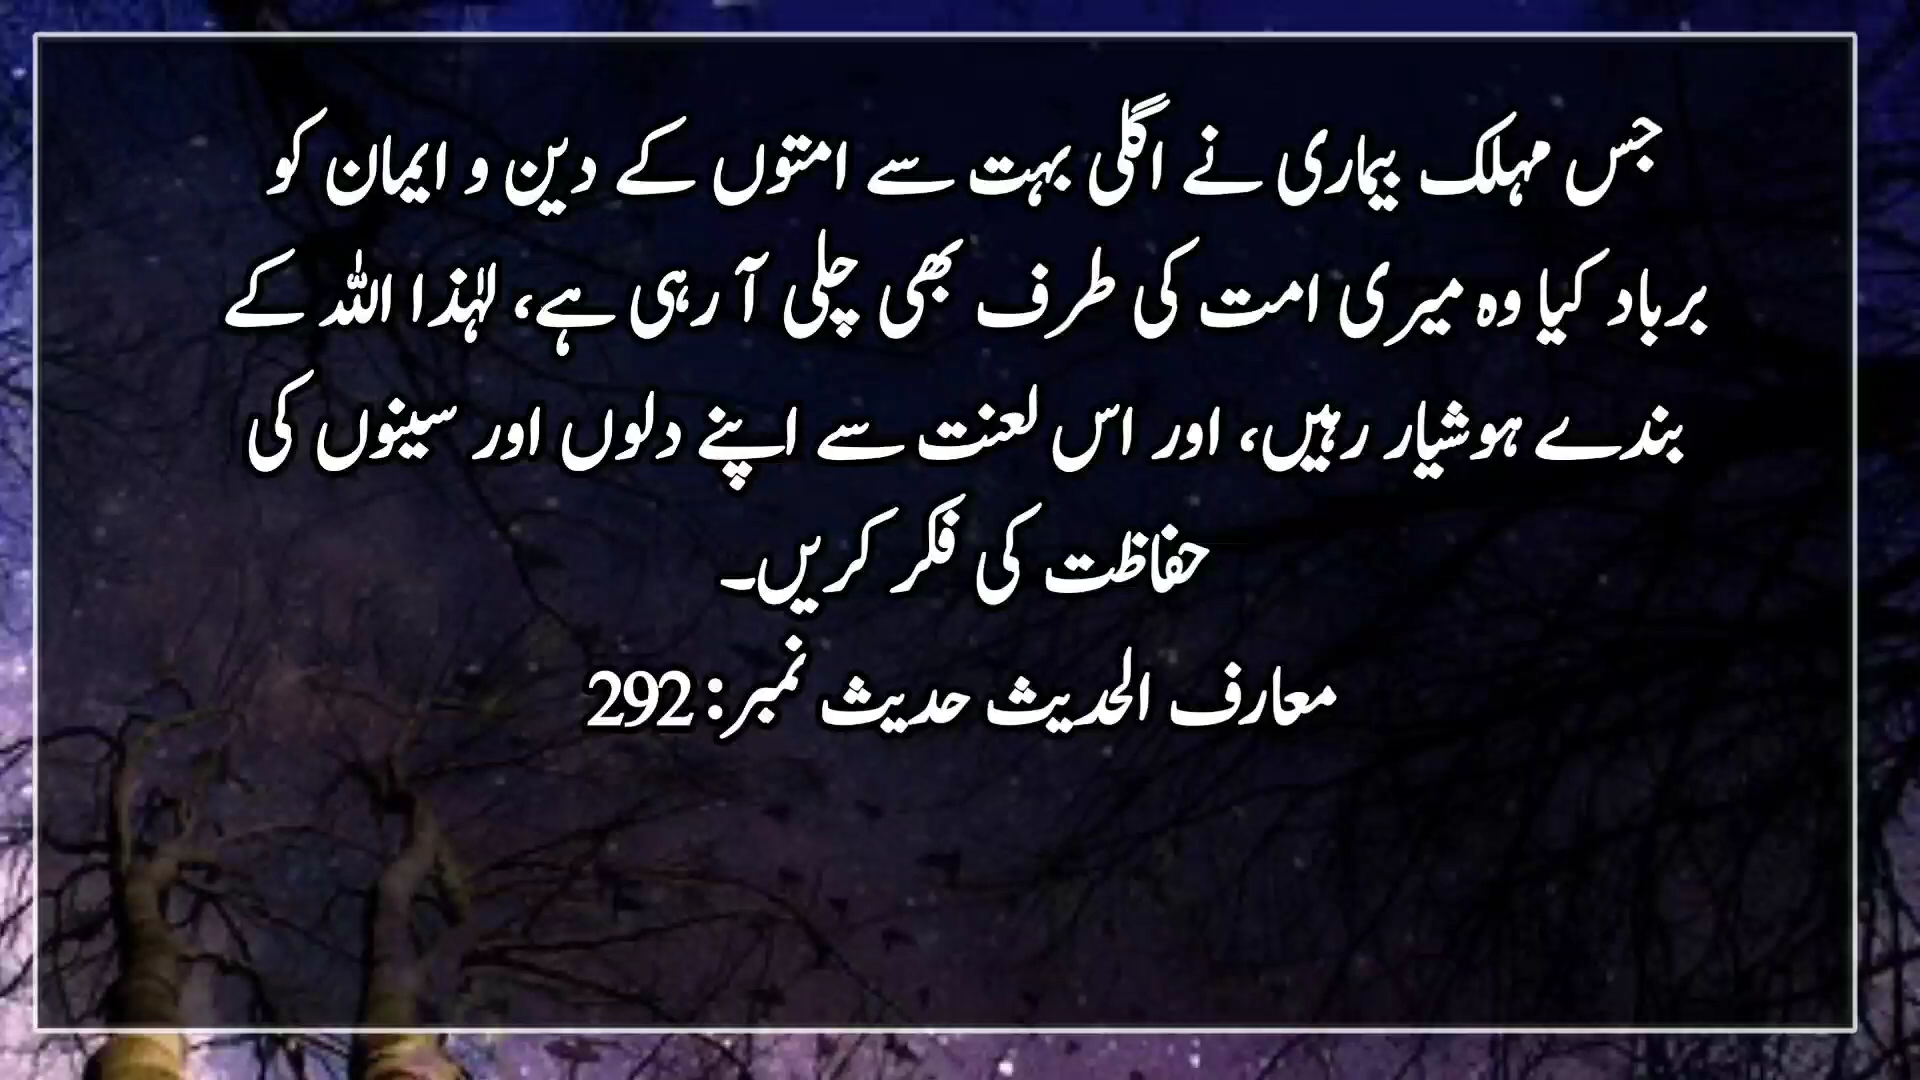 جس مہلک بیماری نے اگلی بہت سے امتوں کے دین و ایمان کو
برباد کیا وہ میری امت کی طرف بھی چلی آ رہی ہے، لہٰذا اللہ کے
بندے ہوشیار رہیں، اور اس لعنت سے اپنے دلوں اور سینوں کی
حفاظت کی فکر کریں۔
معارف الحدیث حدیث نمبر: 292